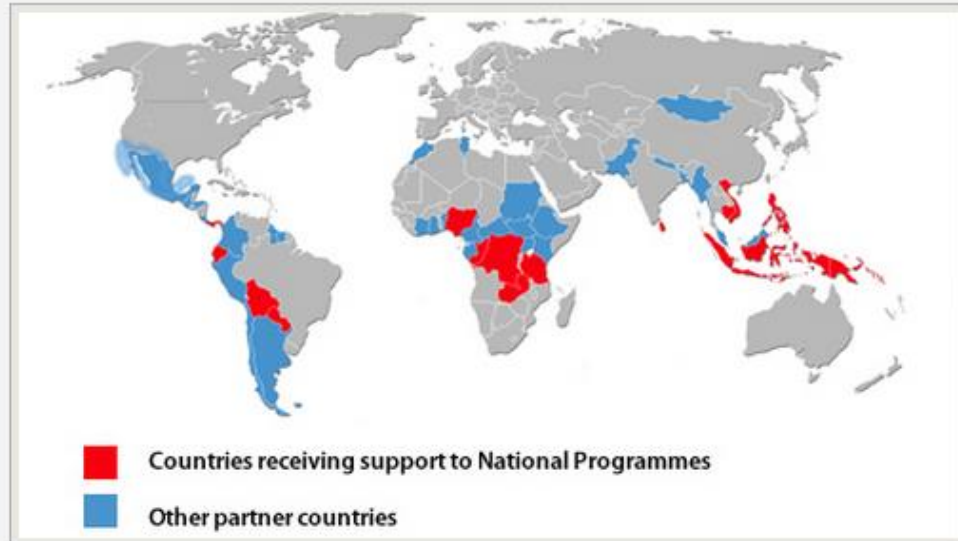 Countries receiving support to National Programmes
Other partner countries